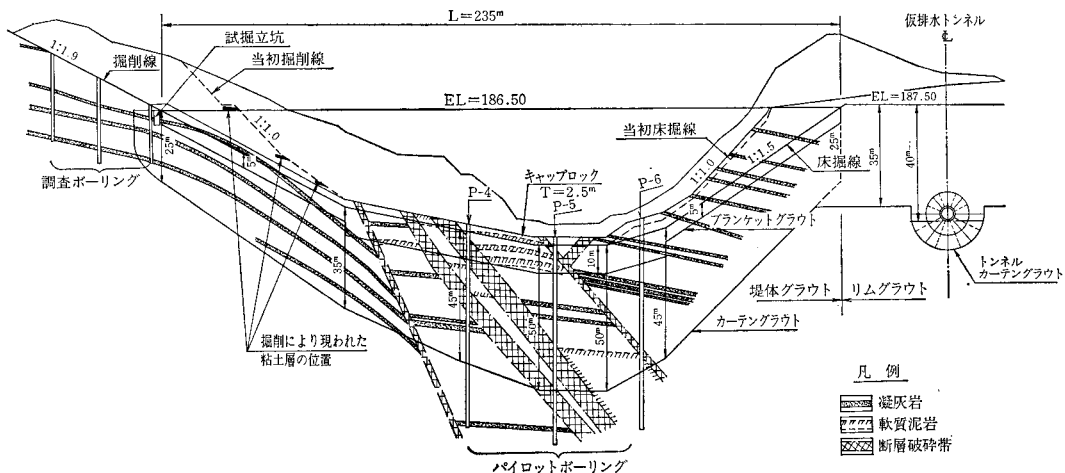 L=235m
仮排水トンネル
℄
試掘立坑
当初掘削線
1:1.9
掘削線
EL=186.50
EL=187.50
当初床掘線
1:1.0
1:1.0
1:1.5
床掘線
25m
5m
25m
35m
40m
調査ボーリング
キャップロック
T=2.5m
P-4
P-5
P-6
5m
ブランケットグラウト
10m
35m
45m
50m
50m
45m
トンネル
カーテングラウト
堤体グラウト
リムグラウト
カーテングラウト
掘削により現われた
粘土層の位置
パイロットボーリング
凡例
凝灰岩
軟質泥岩
断層破砕帯